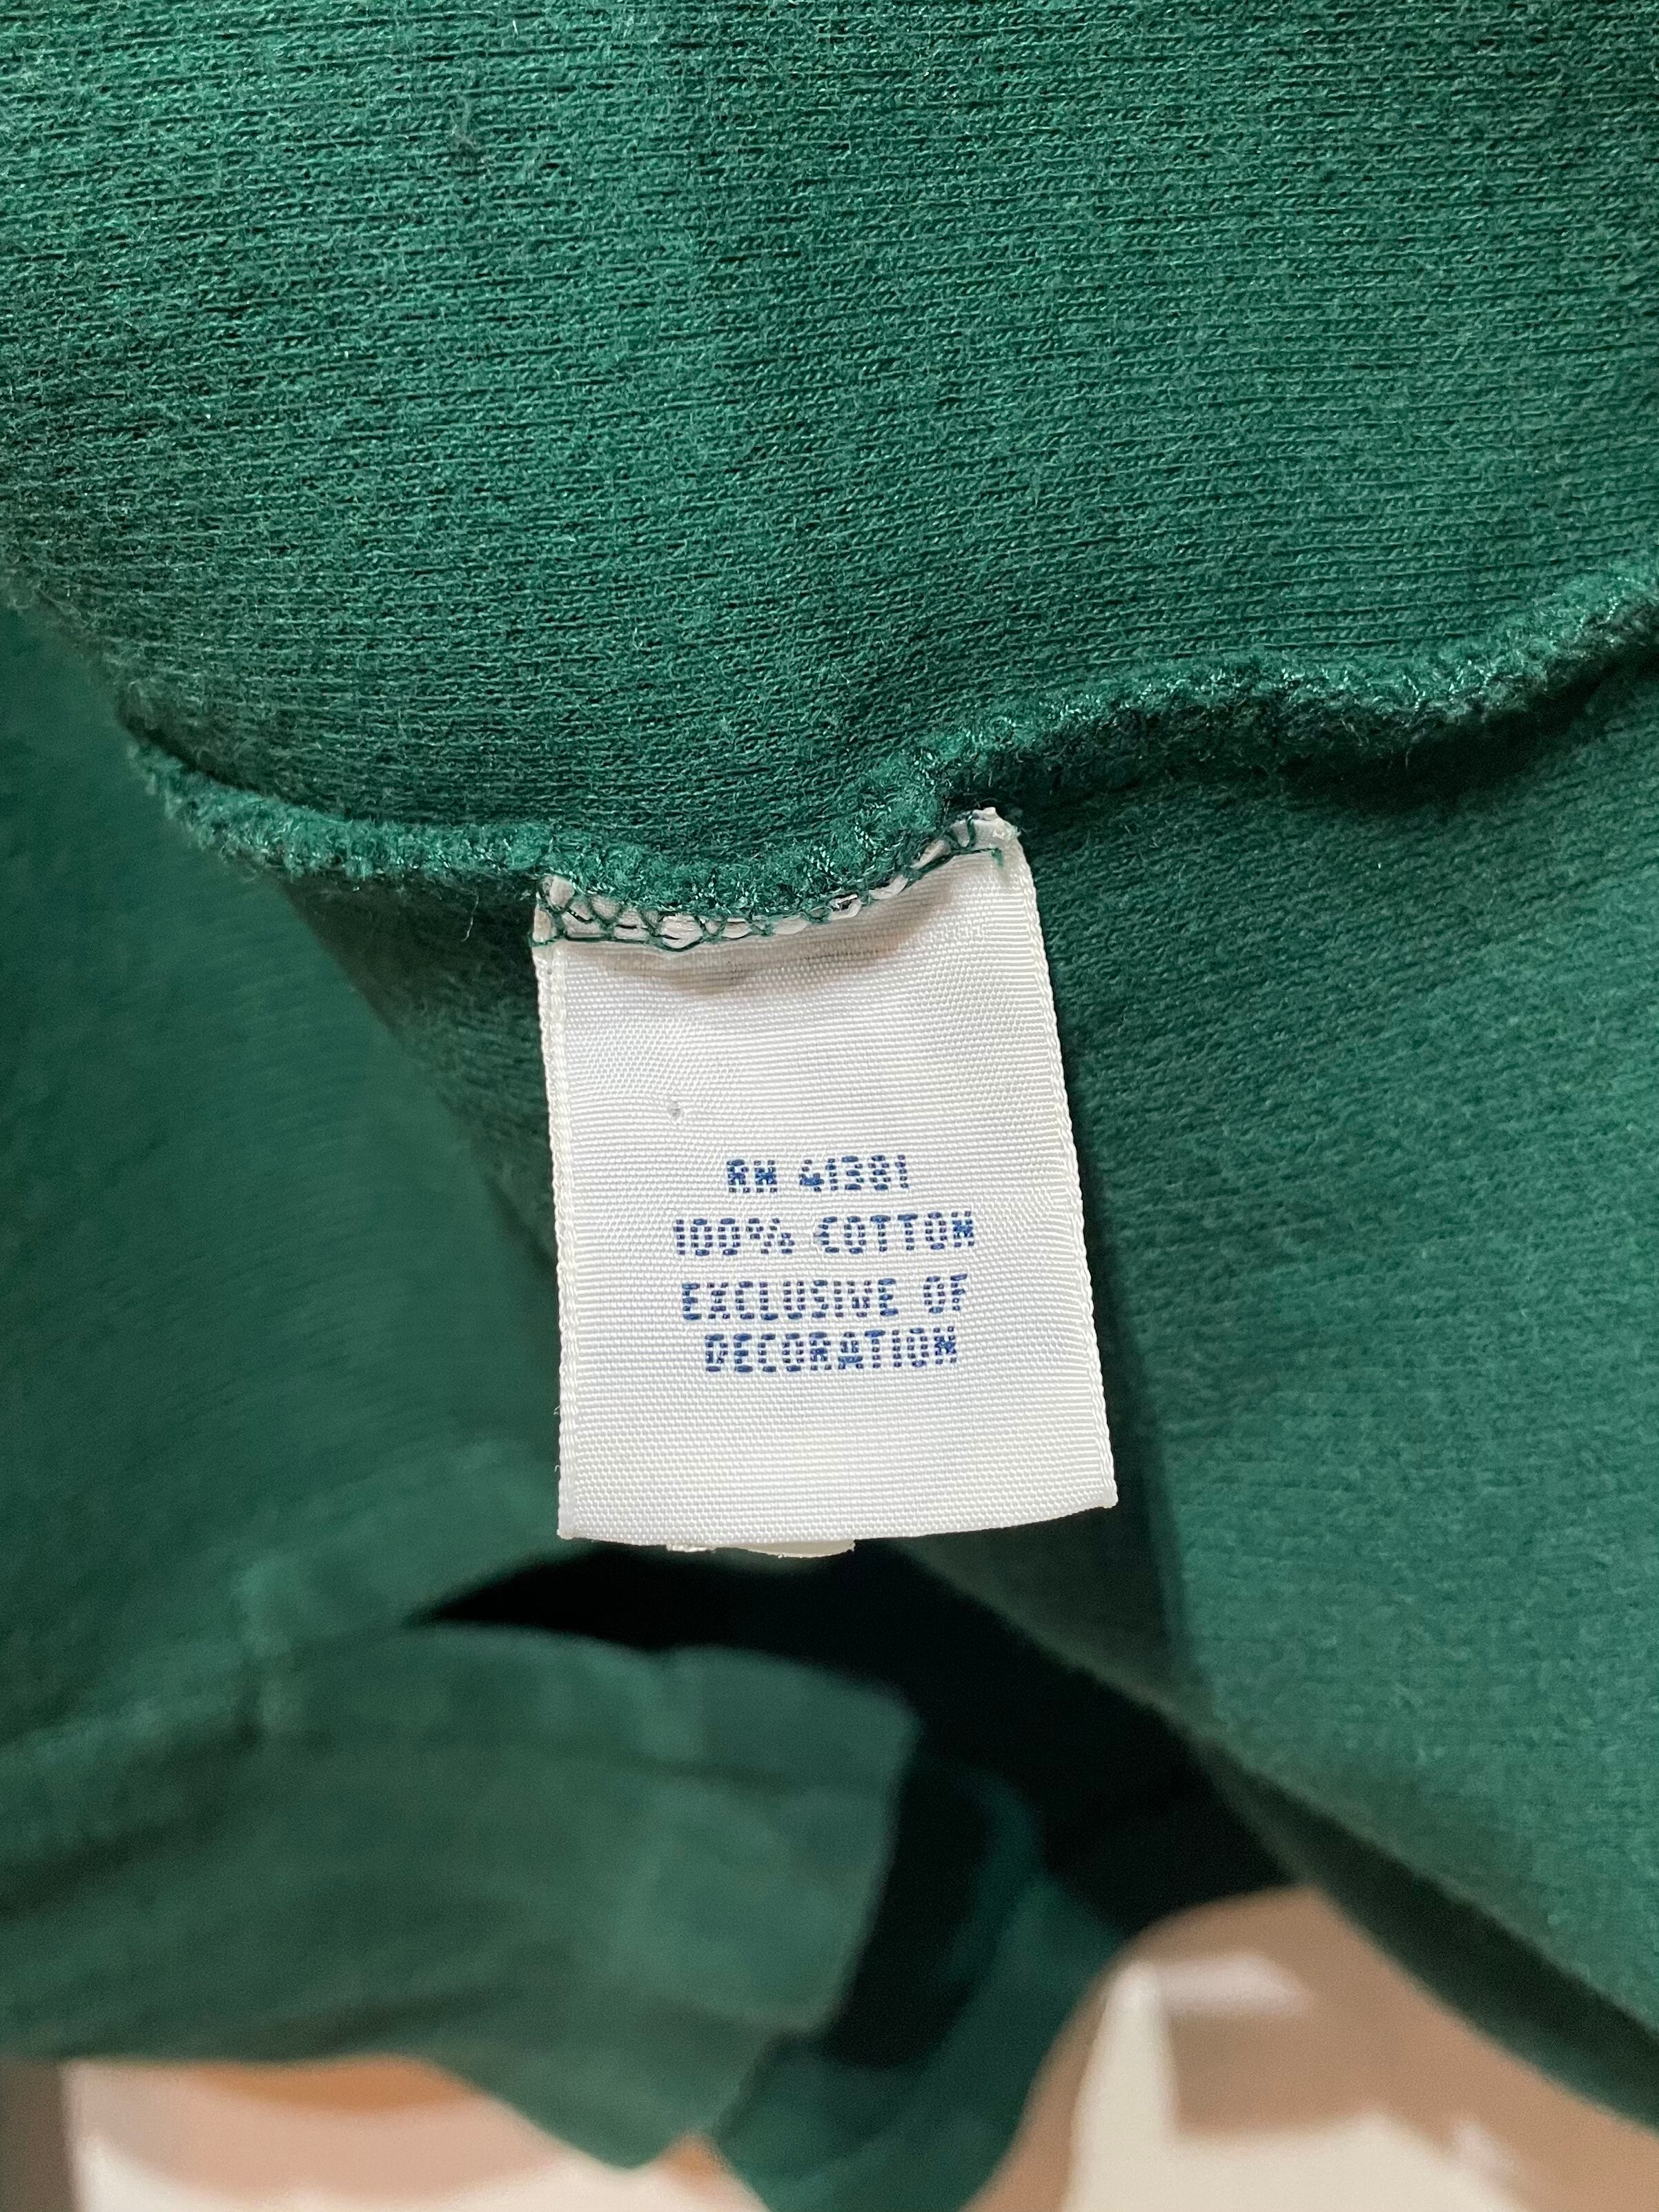 RN 41381
100% COTTON
EXCLUSIVE OF
DECORATION